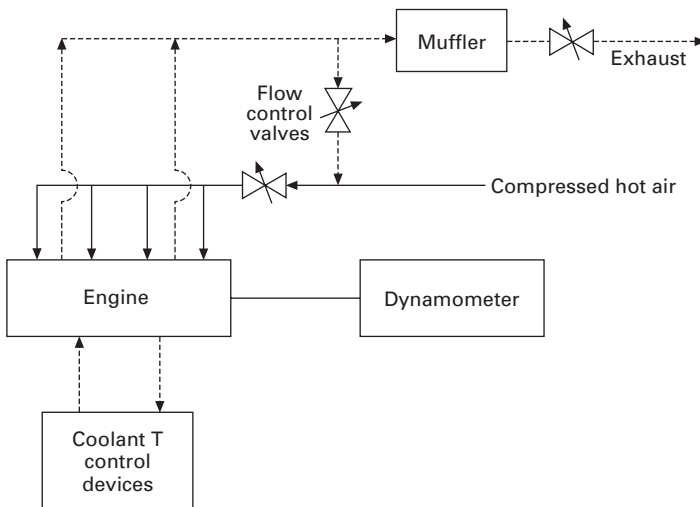 Muffler
Exhaust
Flow
control
valves
Compressed hot air
Engine
Dynamometer
Coolant T
control
devices